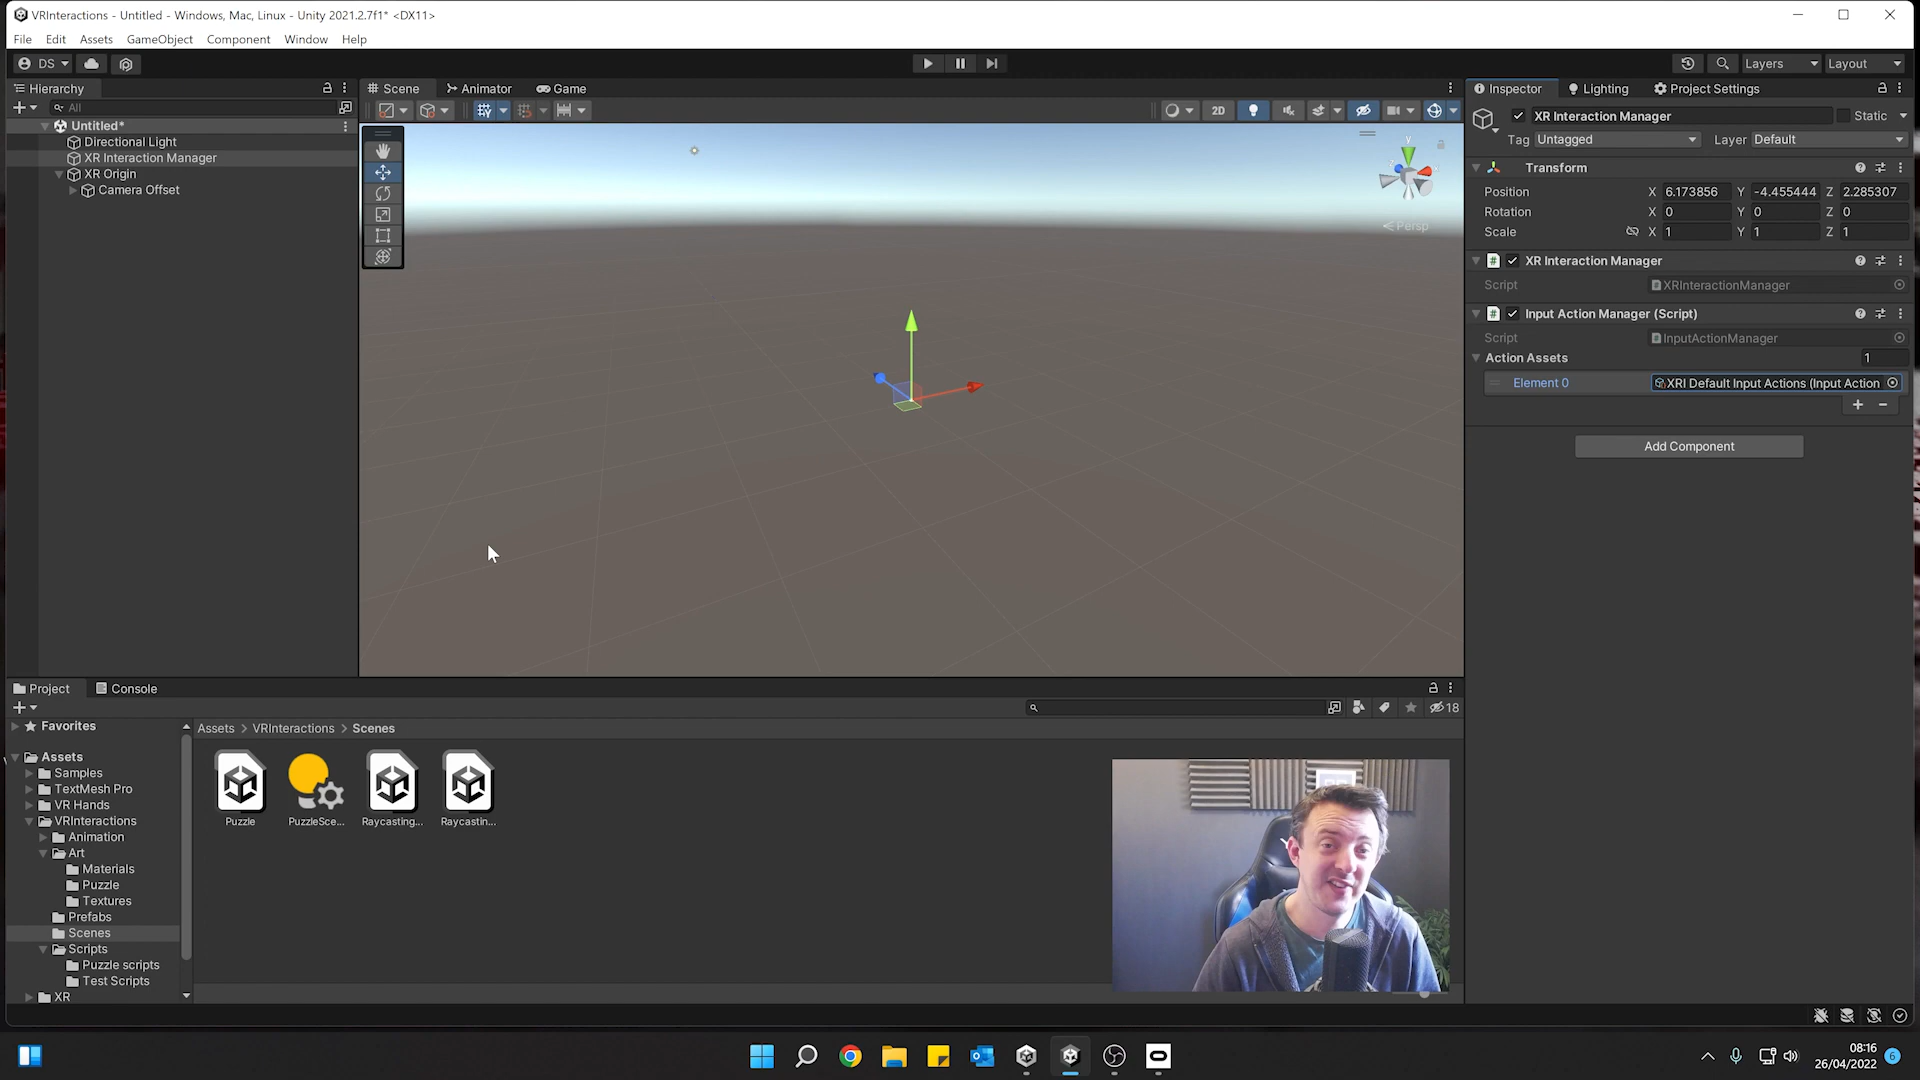 VRInteractions - Untitled - Windows, Mac, Linux - Unity 2021.2.7f1* <DX11>
File Edit Assets GameObject Component Window Help
DS Layers Layout
Hierarchy Scene Animator Game Inspector Lighting Project Settings
All 2D
XR Interaction Manager Static
Tag Untagged Layer Default
Untitled*
Directional Light
XR Interaction Manager
XR Origin
Camera Offset
y
z
Persp
Transform
Position X 6.173856 Y -4.455444 Z 2.285307
Rotation X 0 Y 0 Z 0
Scale X 1 Y 1 Z 1
# XR Interaction Manager
Script XRInteractionManager
# Input Action Manager (Script)
Script InputActionManager
Action Assets 1
Element 0 XRI Default Input Actions (Input Action
Add Component
Project Console
18
Favorites
Assets
Samples
TextMesh Pro
VR Hands
VRInteractions
Animation
Art
Materials
Puzzle
Textures
Prefabs
Scenes
Scripts
Puzzle scripts
Test Scripts
XR
Assets > VRInteractions > Scenes
Puzzle PuzzleSce... Raycasting... Raycastin...
08:16
26/04/2022 6